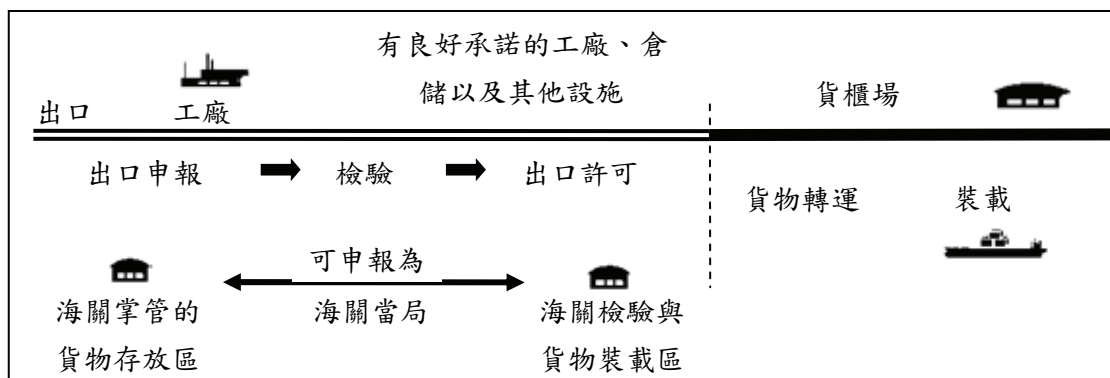 有良好承諾的工廠、倉
儲以及其他設施
出口
工廠
貨櫃場
出口申報
檢驗
出口許可
貨物轉運
裝載
可申報為
海關當局
海關掌管的
貨物存放區
海關檢驗與
貨物裝載區